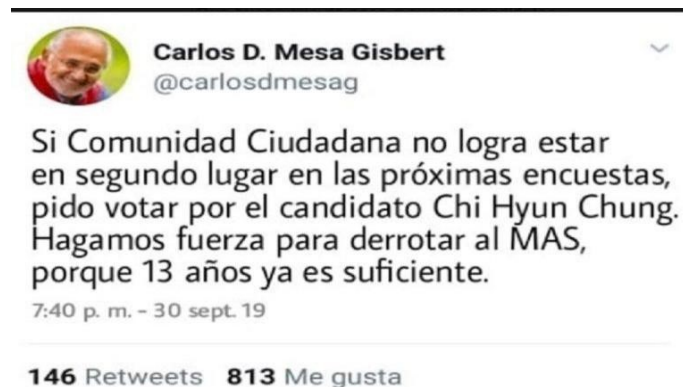 Carlos D. Mesa Gisbert
@carlosdmesag
Si Comunidad Ciudadana no logra estar
en segundo lugar en las próximas encuestas,
pido votar por el candidato Chi Hyun Chung.
Hagamos fuerza para derrotar al MAS,
porque 13 años ya es suficiente.
7:40 p. m. - 30 sept. 19
146 Retweets 813 Me gusta